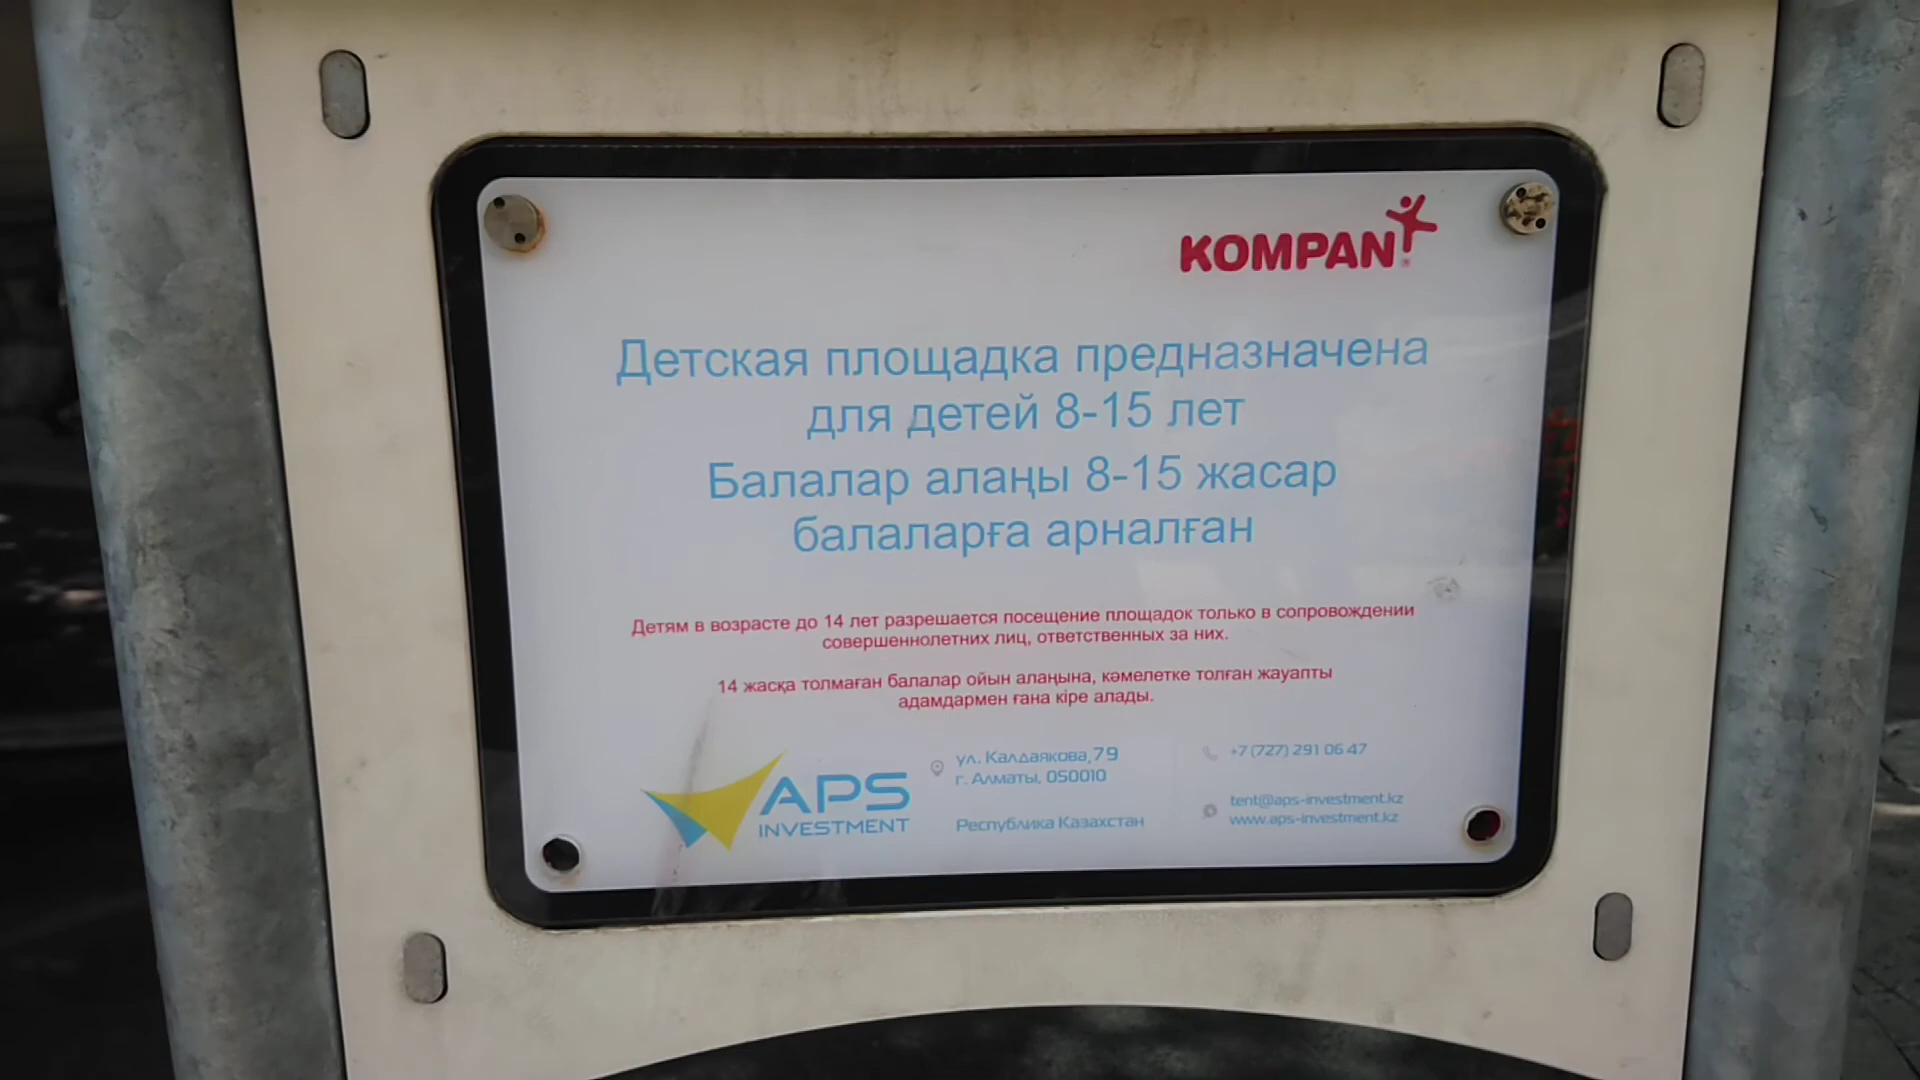 KOMPAN
Детская площадка предназначена
для детей 8-15 лет
Балалар алаңы 8-15 жасар
балаларға арналған
Детям в возрасте до 14 лет разрешается посещение площадок только в сопровождении
совершеннолетних лиц, ответственных за них.
14 жасқа толмаған балалар ойын алаңына, кәмелетке толған жауапты
адамдармен ғана кіре алады.
APS
INVESTMENT
ул. Калдаякова,79
г. Алматы, 050010
Республика Казахстан
+7 (727) 291 06 47
tent@aps-investment.kz
www.aps-investment.kz